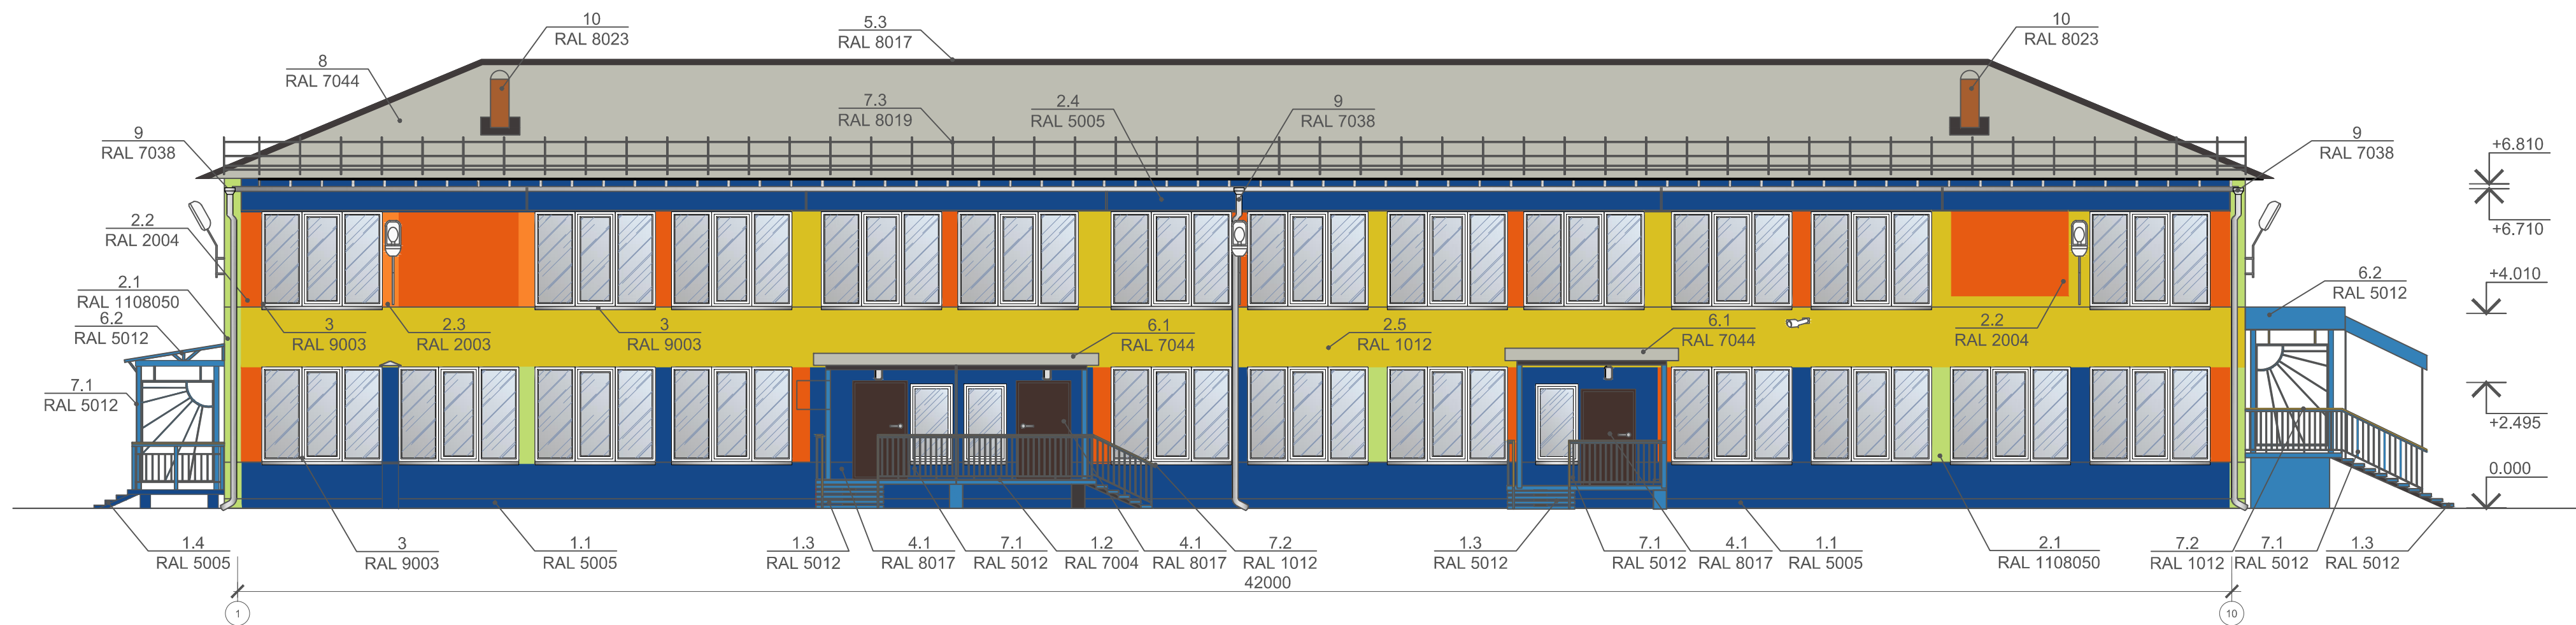 10
RAL 8023
5.3
RAL 8017
10
RAL 8023
8
RAL 7044
7.3
RAL 8019
2.4
RAL 5005
9
RAL 7038
9
RAL 7038
9
RAL 7038
+6.810
+6.710
2.2
RAL 2004
2.1
RAL 1108050
6.2
RAL 5012
+4.010
6.2
RAL 5012
3
RAL 9003
2.3
RAL 2003
3
RAL 9003
6.1
RAL 7044
2.5
RAL 1012
6.1
RAL 7044
2.2
RAL 2004
7.1
RAL 5012
+2.495
0.000
1.4
RAL 5005
3
RAL 9003
1.1
RAL 5005
1.3
RAL 5012
4.1
RAL 8017
7.1
RAL 5012
1.2
RAL 7004
4.1
RAL 8017
7.2
RAL 1012
1.3
RAL 5012
7.1
RAL 5012
4.1
RAL 8017
1.1
RAL 5005
2.1
RAL 1108050
7.2
RAL 1012
7.1
RAL 5012
1.3
RAL 5012
42000
1
10